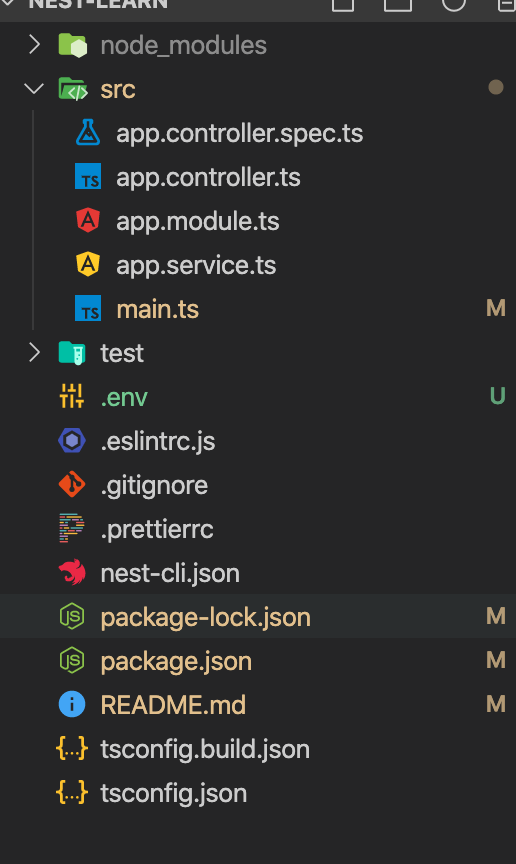 NEST-LEARN
node_modules
src
app.controller.spec.ts
TS app.controller.ts
app.module.ts
app.service.ts
TS main.ts M
test
.env U
.eslintrc.js
.gitignore
.prettierrc
nest-cli.json
JS package-lock.json M
JS package.json M
README.md M
{...} tsconfig.build.json
{...} tsconfig.json